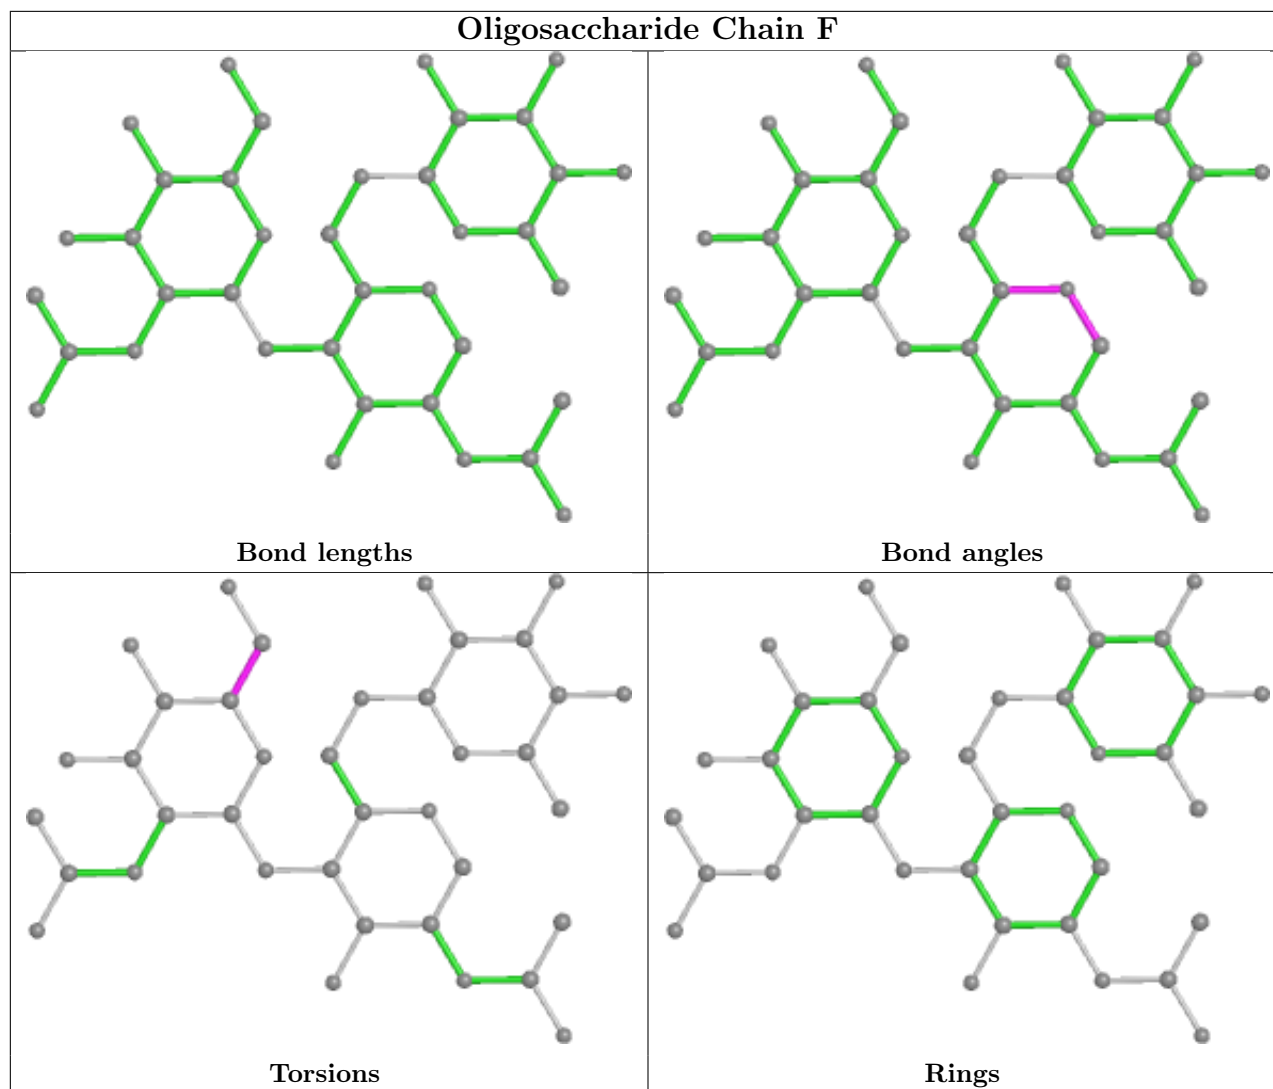 Oligosaccharide Chain F
Bond lengths
Bond angles
Torsions
Rings